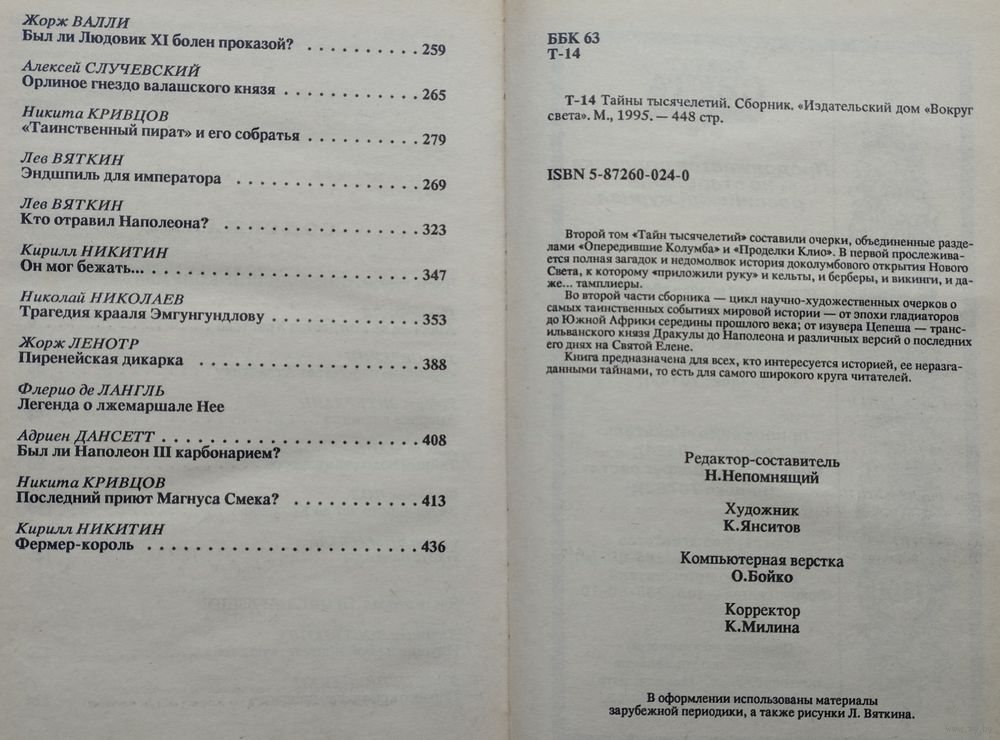 Жорж ВАЛЛИ
Был ли Людовик XI болен проказой? . . . . . . . . . . 259
Алексей СЛУЧЕВСКИЙ
Орлиное гнездо валашского князя . . . . . . . . . . . . 265
Никита КРИВЦОВ
«Таинственный пират» и его собратья . . . . . . . . . . 279
Лев ВЯТКИН
Эндшпиль для императора . . . . . . . . . . . . . . . . 269
Лев ВЯТКИН
Кто отравил Наполеона? . . . . . . . . . . . . . . . . . 323
Кирилл НИКИТИН
Он мог бежать... . . . . . . . . . . . . . . . . . . . . . . . 347
Николай НИКОЛАЕВ
Трагедия крааля Эмгунгундлову . . . . . . . . . . . . . 353
Жорж ЛЕНОТР
Пиренейская дикарка . . . . . . . . . . . . . . . . . . . 388
Флерио де ЛАНГЛЬ
Легенда о лжемаршале Нее
Адриен ДАНСЕТТ . . . . . . . . . . . . . . . . . . . . . . 408
Был ли Наполеон III карбонарием?
Никита КРИВЦОВ
Последний приют Магнуса Смека? . . . . . . . . . . . . 413
Кирилл НИКИТИН
Фермер-король . . . . . . . . . . . . . . . . . . . . . . . 436
ББК 63
Т-14
Т-14 Тайны тысячелетий. Сборник. «Издательский дом «Вокруг
света». М., 1995. — 448 стр.
ISBN 5-87260-024-0
Второй том «Тайн тысячелетий» составили очерки, объединенные разде-
лами «Опередившие Колумба» и «Проделки Клио». В первой прослежива-
ется полная загадок и недомолвок история доколумбового открытия Нового
Света, к которому «приложили руку» и кельты, и берберы, и викинги, и да-
же... тамплиеры.
Во второй части сборника — цикл научно-художественных очерков о
самых таинственных событиях мировой истории — от эпохи гладиаторов
до Южной Африки середины прошлого века; от изувера Цепеша — транс-
ильванского князя Дракулы до Наполеона и различных версий о последних
его днях на Святой Елене.
Книга предназначена для всех, кто интересуется историей, ее неразга-
данными тайнами, то есть для самого широкого круга читателей.
Редактор-составитель
Н.Непомнящий
Художник
К.Янситов
Компьютерная верстка
О.Бойко
Корректор
К.Милина
В оформлении использованы материалы
зарубежной периодики, а также рисунки Л. Вяткина.